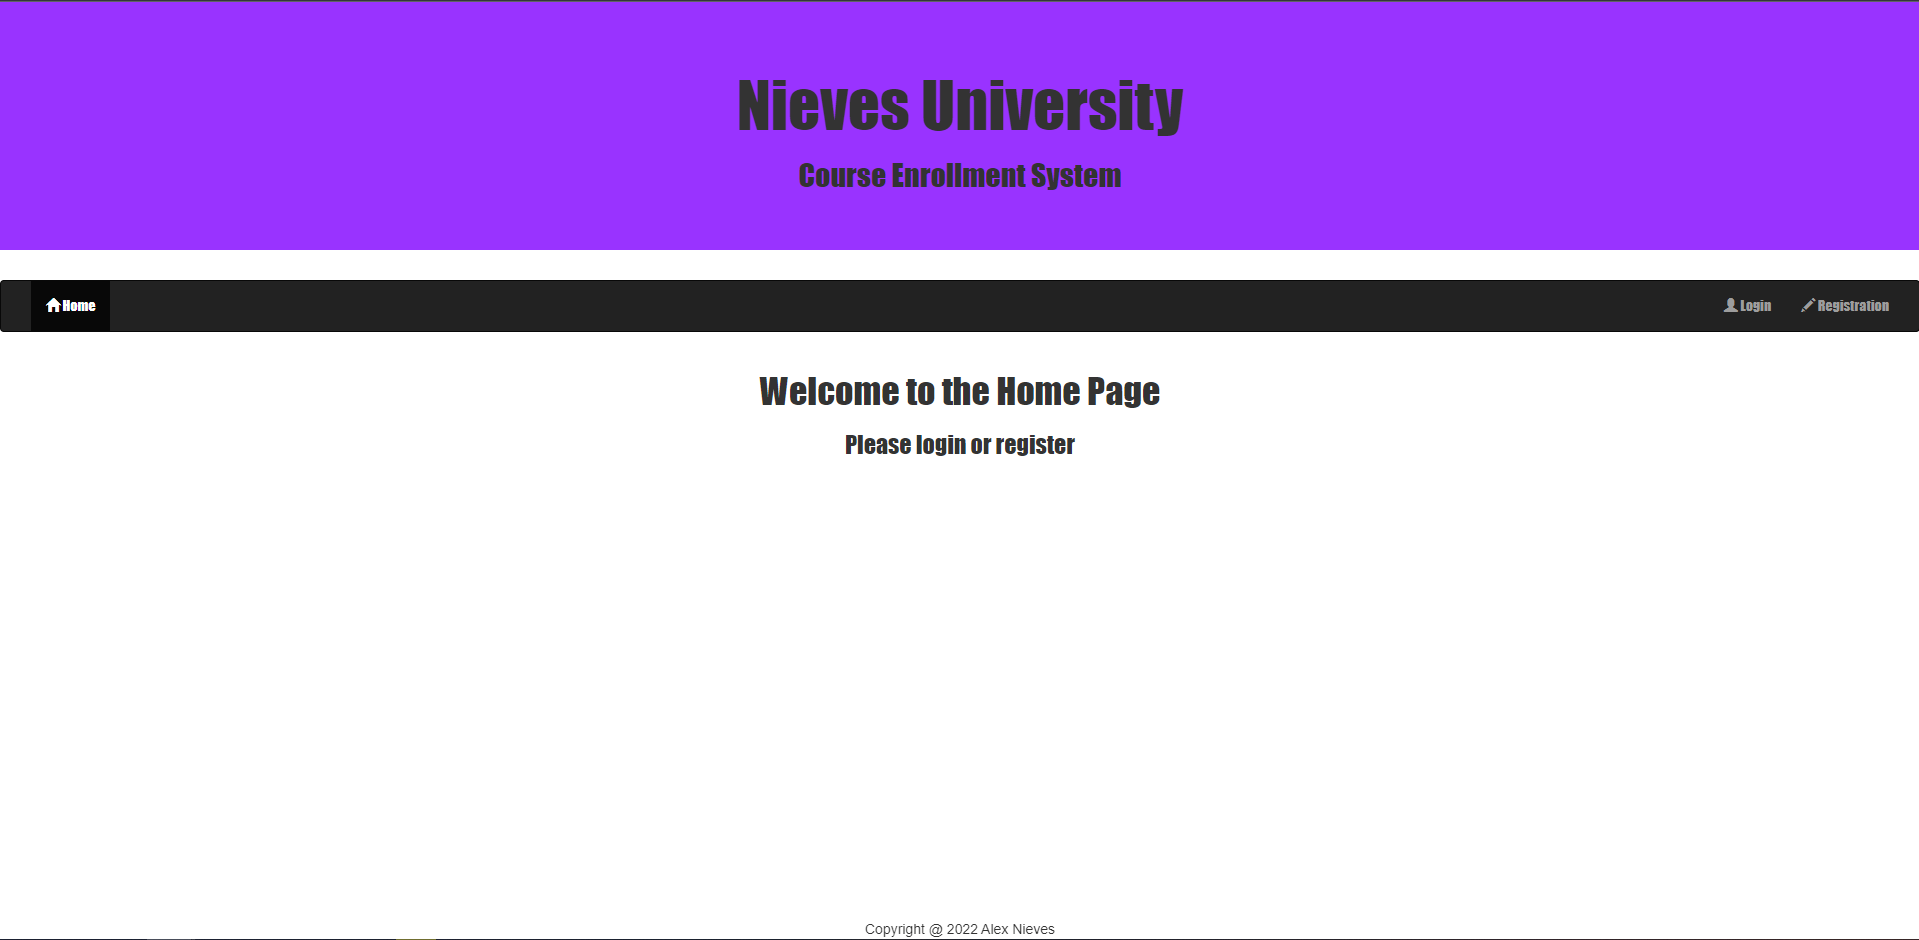 Nieves University
Course Enrollment System
Home Login Registration
Welcome to the Home Page
Please login or register
Copyright @ 2022 Alex Nieves